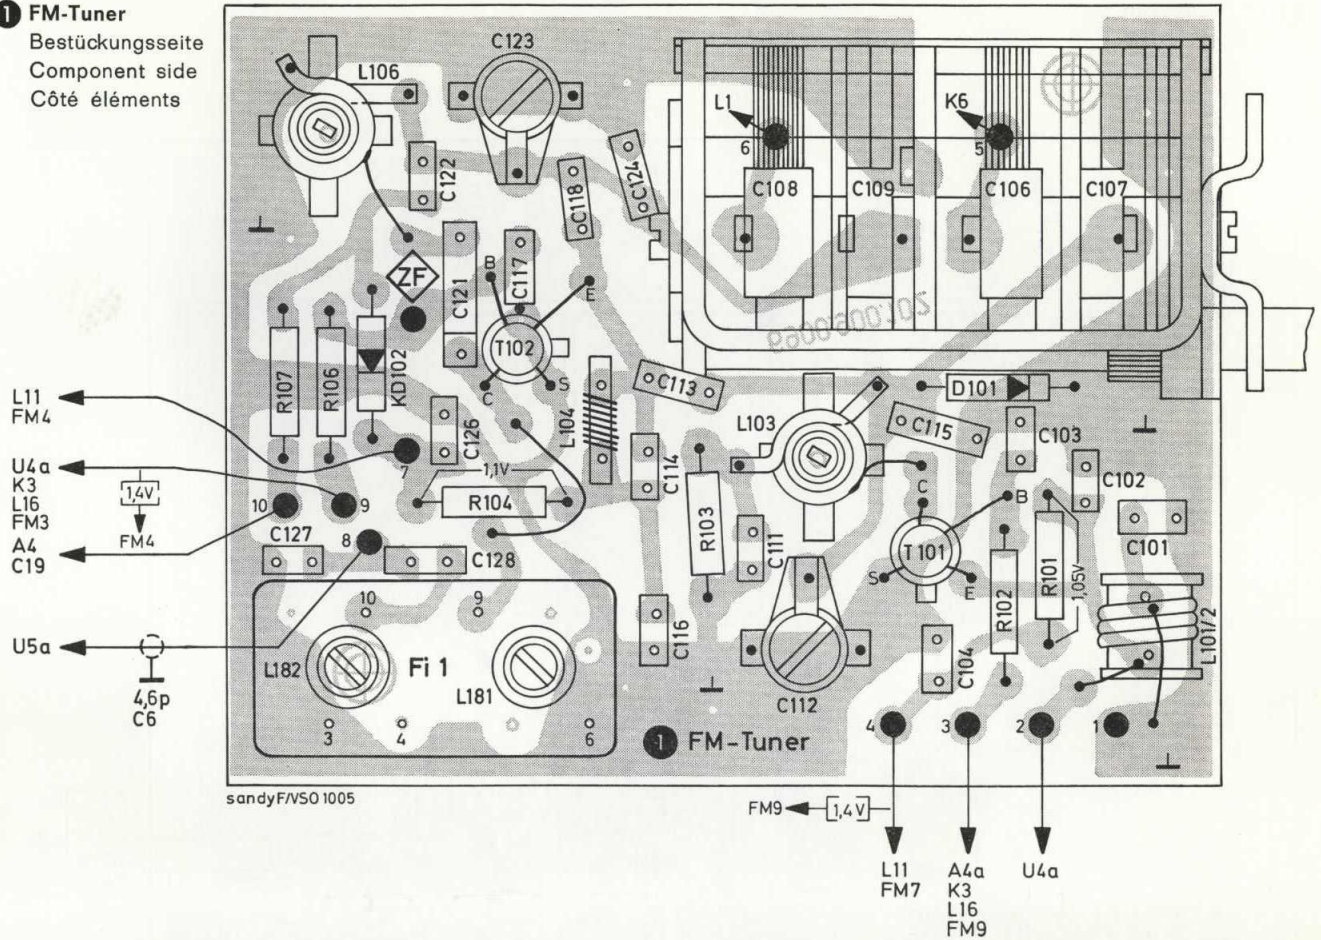 1 FM-Tuner
Bestückungsseite
Component side
Côté éléments
C123
L106
L1
K6
6
5
C122
C118
C124
C108
C109
C106
C107
ZF
C121
B
C117
E
6900.600.102
T102
C
S
R107
R106
KD102
L104
C113
D101
L103
C115
C103
L11
FM4
C126
7
1,1V
R104
C114
R103
C102
U4a
K3
L16
FM3
1,4V
FM4
10
9
A4
C19
C127
8
C128
C111
C
B
T101
S
E
R102
R101
1,05V
C101
10
9
U5a
4,6p
C6
L182
Fi 1
L181
C116
C104
L101/2
3
4
6
C112
1 FM-Tuner
4
3
2
1
sandyF/VSO 1005
FM9
1,4V
L11
FM7
A4a
K3
L16
FM9
U4a